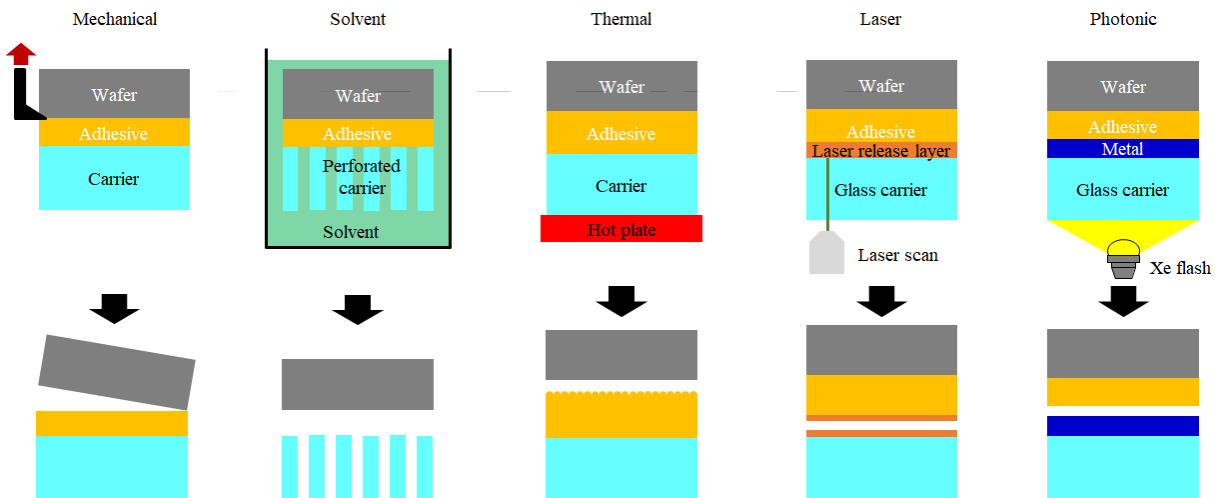 Mechanical
Solvent
Thermal
Laser
Photonic
Wafer
Adhesive
Carrier
Wafer
Adhesive
Perforated
carrier
Solvent
Wafer
Adhesive
Carrier
Hot plate
Wafer
Adhesive
Laser release layer
Glass carrier
Laser scan
Wafer
Adhesive
Metal
Glass carrier
Xe flash